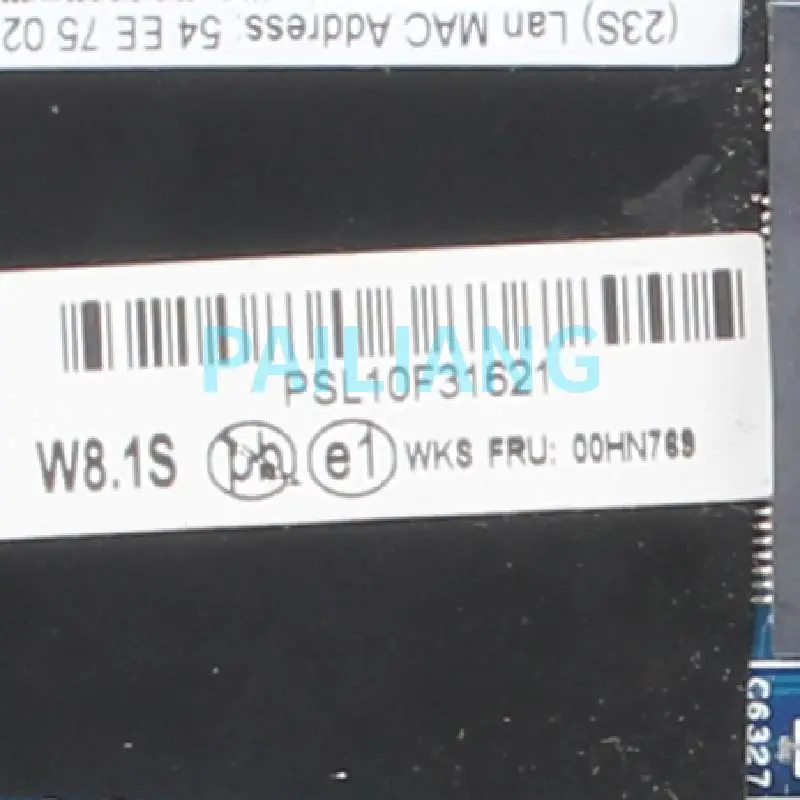 (23S) Lan MAC Address: 54 EE 75 02
PAILIANG
PSL10F31621
W8.1S e1 WKS FRU: 00HN769
C6327